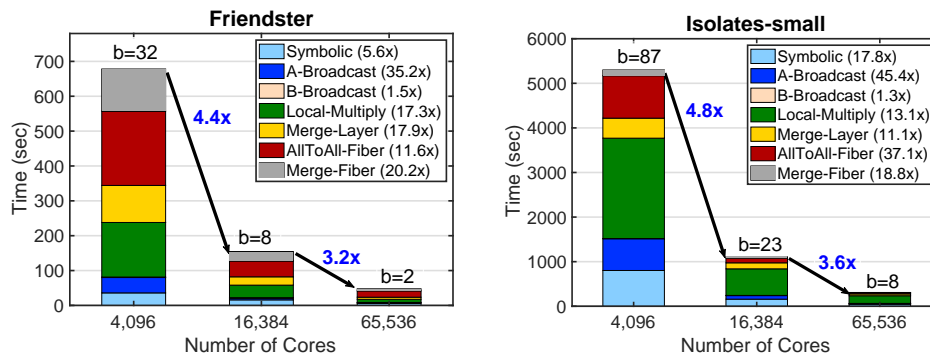 Friendster
Time (sec)
700
600
500
400
300
200
100
0
b=32
b=8
b=2
4.4x
3.2x
Symbolic (5.6x)
A-Broadcast (35.2x)
B-Broadcast (1.5x)
Local-Multiply (17.3x)
Merge-Layer (17.9x)
AllToAll-Fiber (11.6x)
Merge-Fiber (20.2x)
4,096 16,384 65,536
Number of Cores
Isolates-small
Time (sec)
6000
5000
4000
3000
2000
1000
0
b=87
b=23
b=8
4.8x
3.6x
Symbolic (17.8x)
A-Broadcast (45.4x)
B-Broadcast (1.3x)
Local-Multiply (13.1x)
Merge-Layer (11.1x)
AllToAll-Fiber (37.1x)
Merge-Fiber (18.8x)
4,096 16,384 65,536
Number of Cores